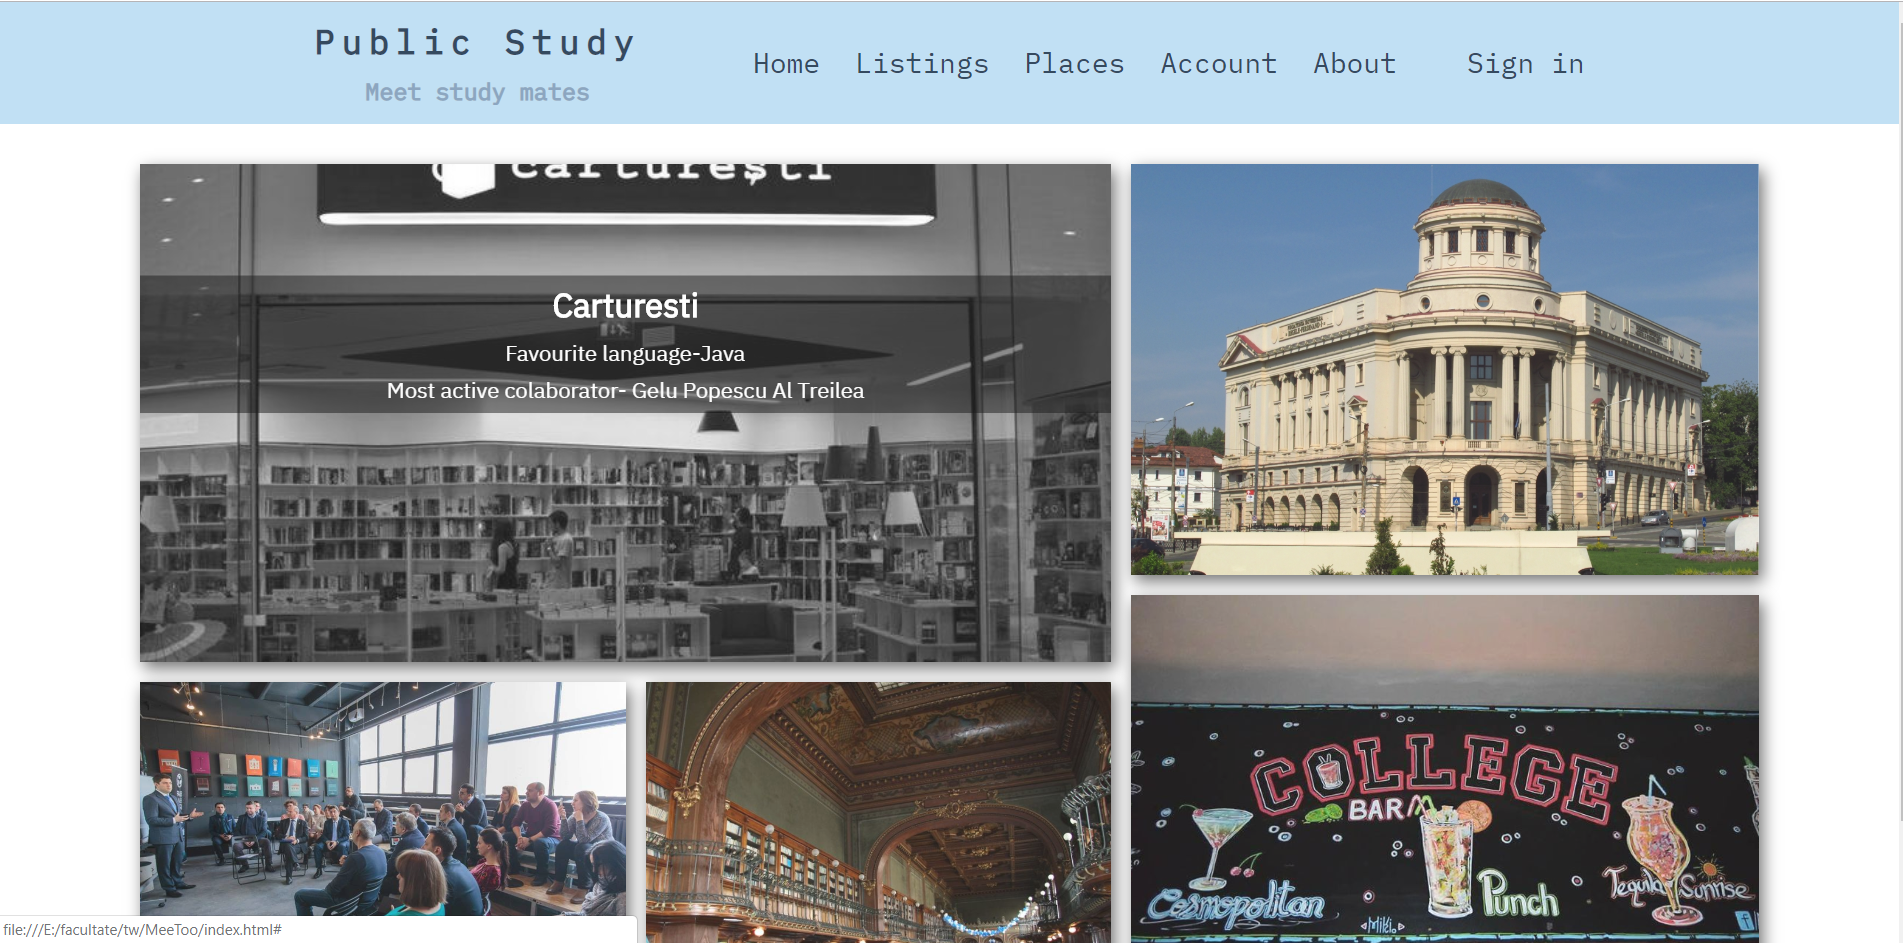 Public Study
Meet study mates
Home Listings Places Account About Sign in
cărturești
Carturesti
Favourite language-Java
Most active colaborator- Gelu Popescu Al Treilea
COLLEGE
BAR
Cosmopolitan
Punch
Tequila Sunrise
Miki.
file:///E:/facultate/tw/MeeToo/index.html#